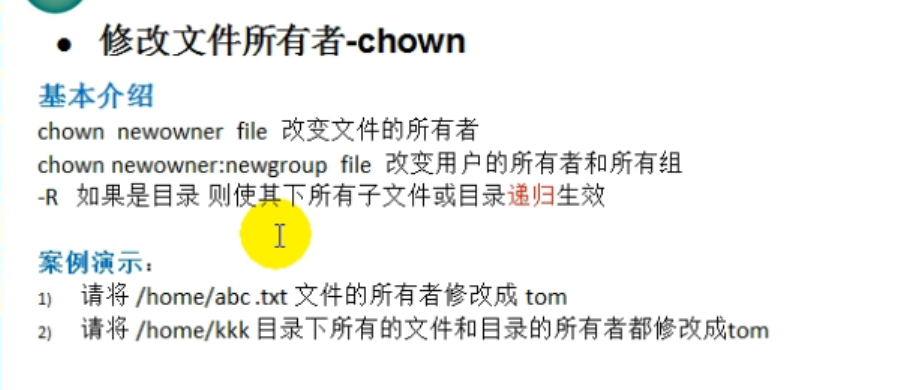 • 修改文件所有者-chown
基本介绍
chown newowner file 改变文件的所有者
chown newowner:newgroup file 改变用户的所有者和所有组
-R 如果是目录 则使其下所有子文件或目录递归生效
案例演示：
1) 请将 /home/abc .txt 文件的所有者修改成 tom
2) 请将 /home/kkk 目录下所有的文件和目录的所有者都修改成tom